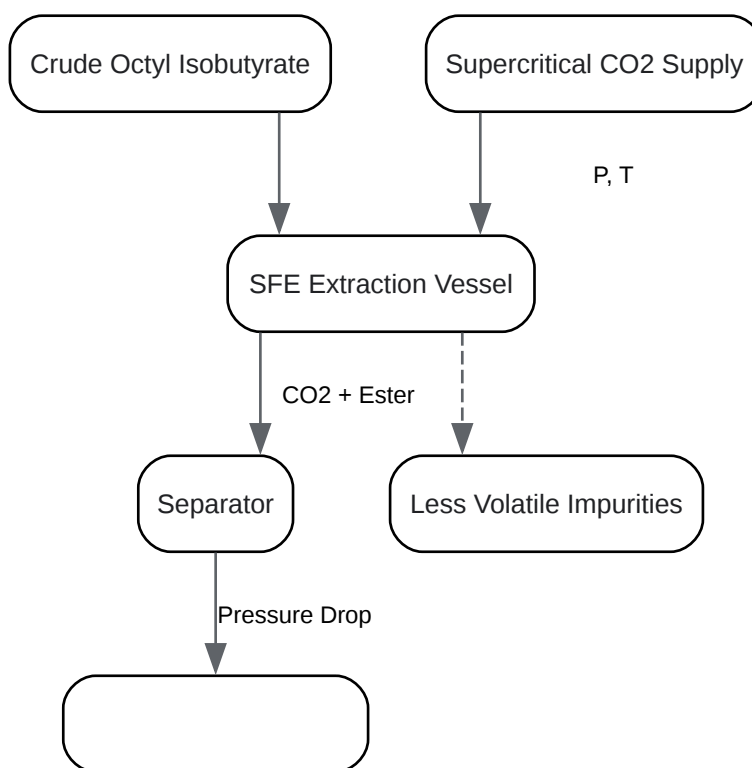 Crude Octyl Isobutyrate
Supercritical CO2 Supply
P, T
SFE Extraction Vessel
CO2 + Ester
Separator
Less Volatile Impurities
Pressure Drop